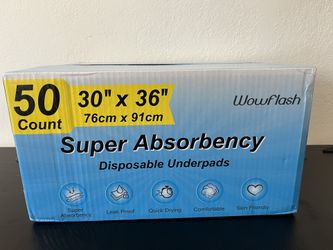 50
Count
30" x 36"
76cm x 91cm
Wowflash
Super Absorbency
Disposable Underpads
Super
Absorbency
Leak Proof
Quick Drying
Comfortable
Skin Friendly